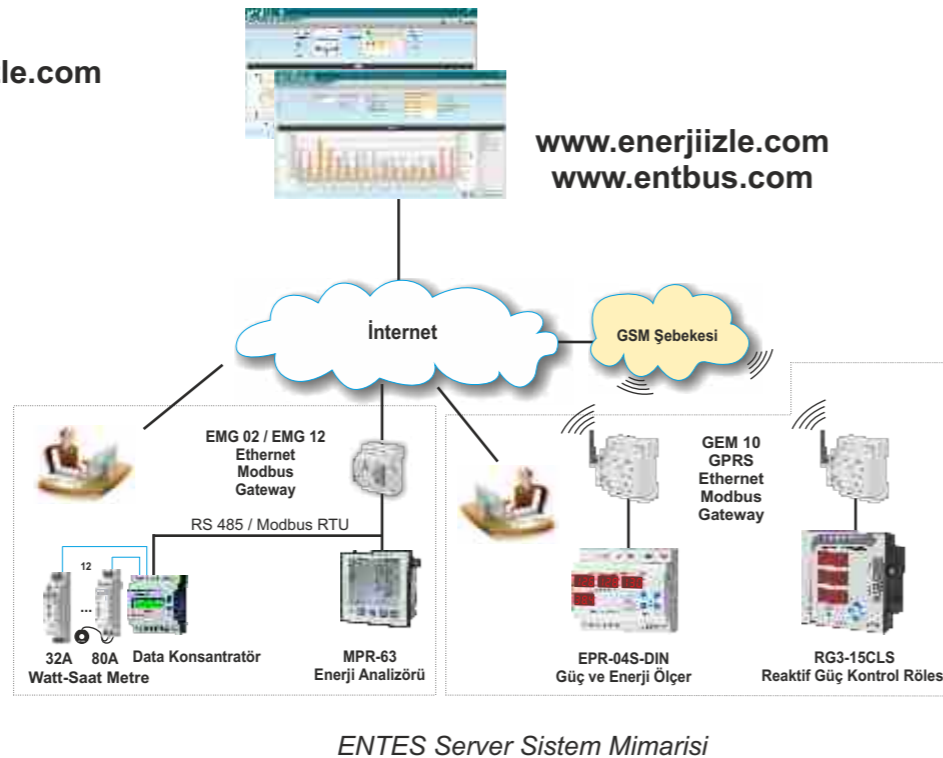 le.com
www.enerjiizle.com
www.entbus.com
İnternet
GSM Şebekesi
EMG 02 / EMG 12
Ethernet
Modbus
Gateway
GEM 10
GPRS
Ethernet
Modbus
Gateway
RS 485 / Modbus RTU
12
...
32A
80A
Data Konsantratör
Watt-Saat Metre
MPR-63
Enerji Analizörü
EPR-04S-DIN
Güç ve Enerji Ölçer
RG3-15CLS
Reaktif Güç Kontrol Röles
ENTES Server Sistem Mimarisi